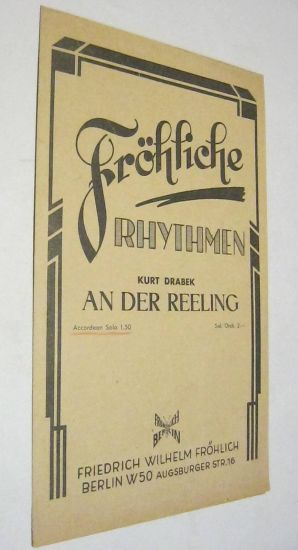 Fröhliche
RHYTHMEN
KURT DRABEK
AN DER REELING
Accordeon Solo 1,50 Sal. Orch. 2.—
FRÖHLICH
BERLIN
FRIEDRICH WILHELM FRÖHLICH
BERLIN W50 AUGSBURGER STR. 16